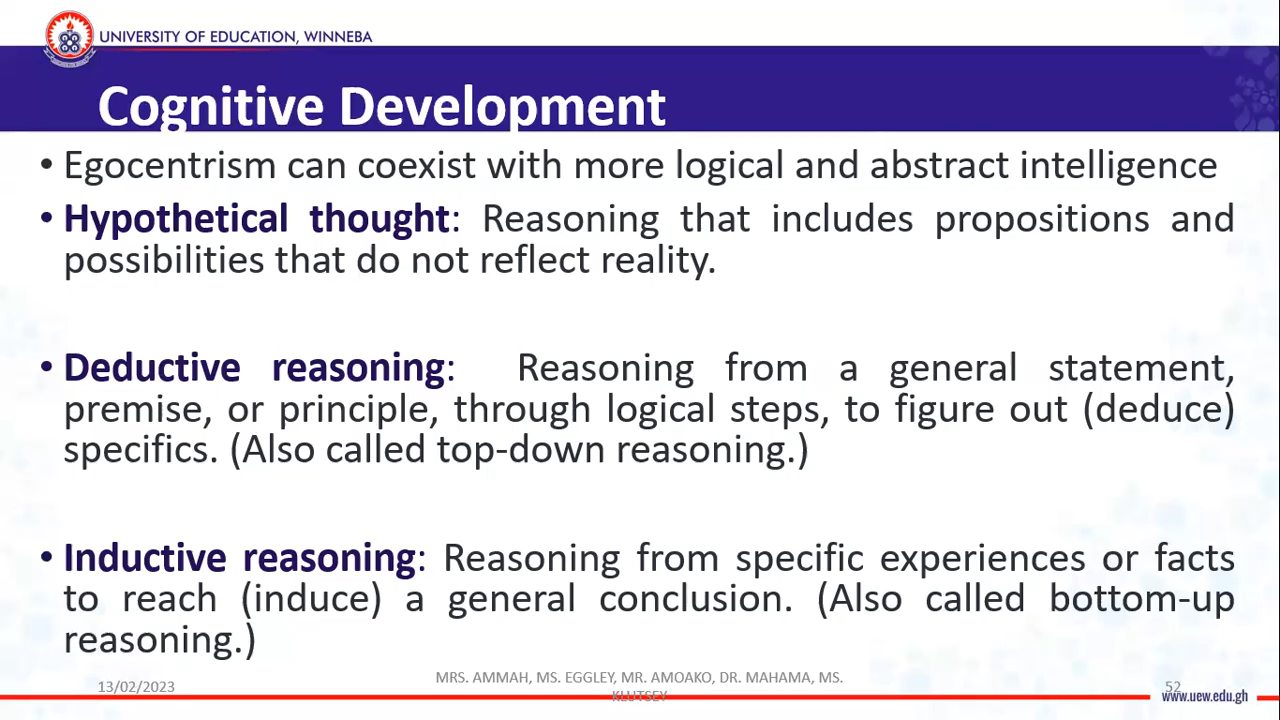 UNIVERSITY OF EDUCATION, WINNEBA
Cognitive Development
• Egocentrism can coexist with more logical and abstract intelligence
• Hypothetical thought: Reasoning that includes propositions and
possibilities that do not reflect reality.
• Deductive reasoning: Reasoning from a general statement,
premise, or principle, through logical steps, to figure out (deduce)
specifics. (Also called top-down reasoning.)
• Inductive reasoning: Reasoning from specific experiences or facts
to reach (induce) a general conclusion. (Also called bottom-up
reasoning.)
13/02/2023
MRS. AMMAH, MS. EGGLEY, MR. AMOAKO, DR. MAHAMA, MS.
KLUTSEY
52
www.uew.edu.gh